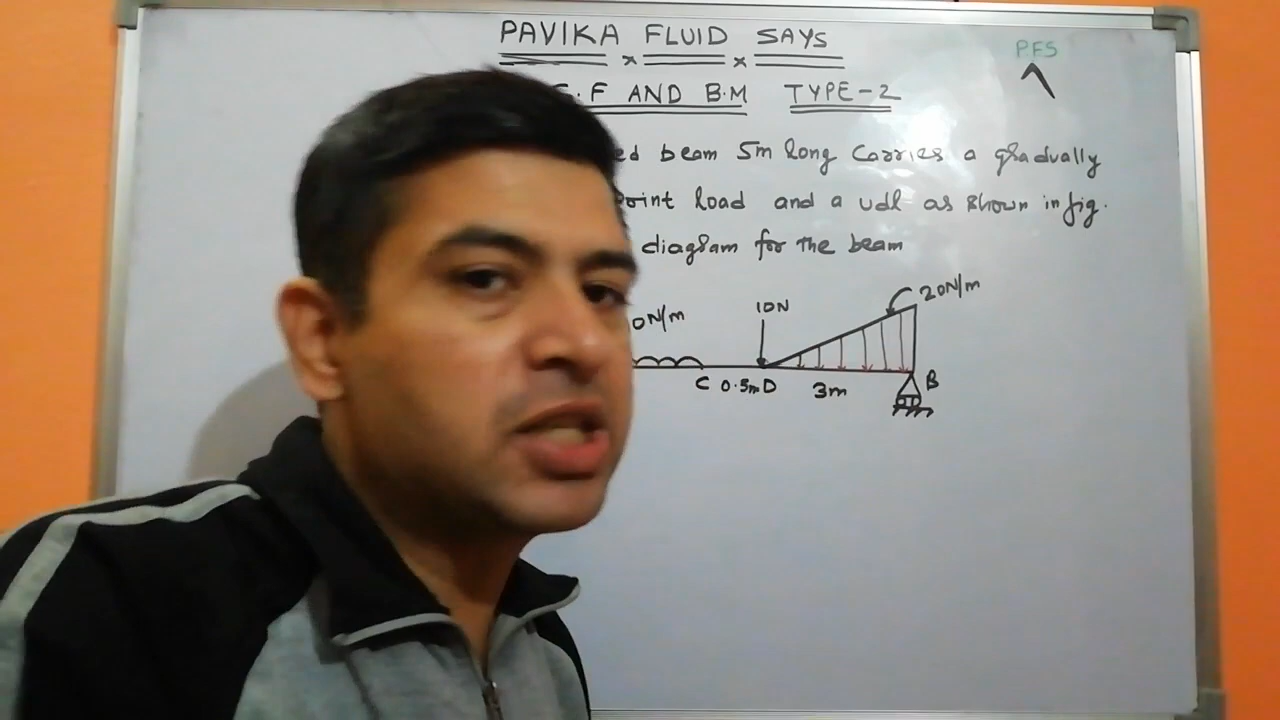 PAVIKA FLUID SAYS
PFS
F AND B.M TYPE-2
ed beam 5m long Carries a gradually
point load and a udl as shown in fig.
diagram for the beam
0N/m
10N
20N/m
C 0.5m D 3m B